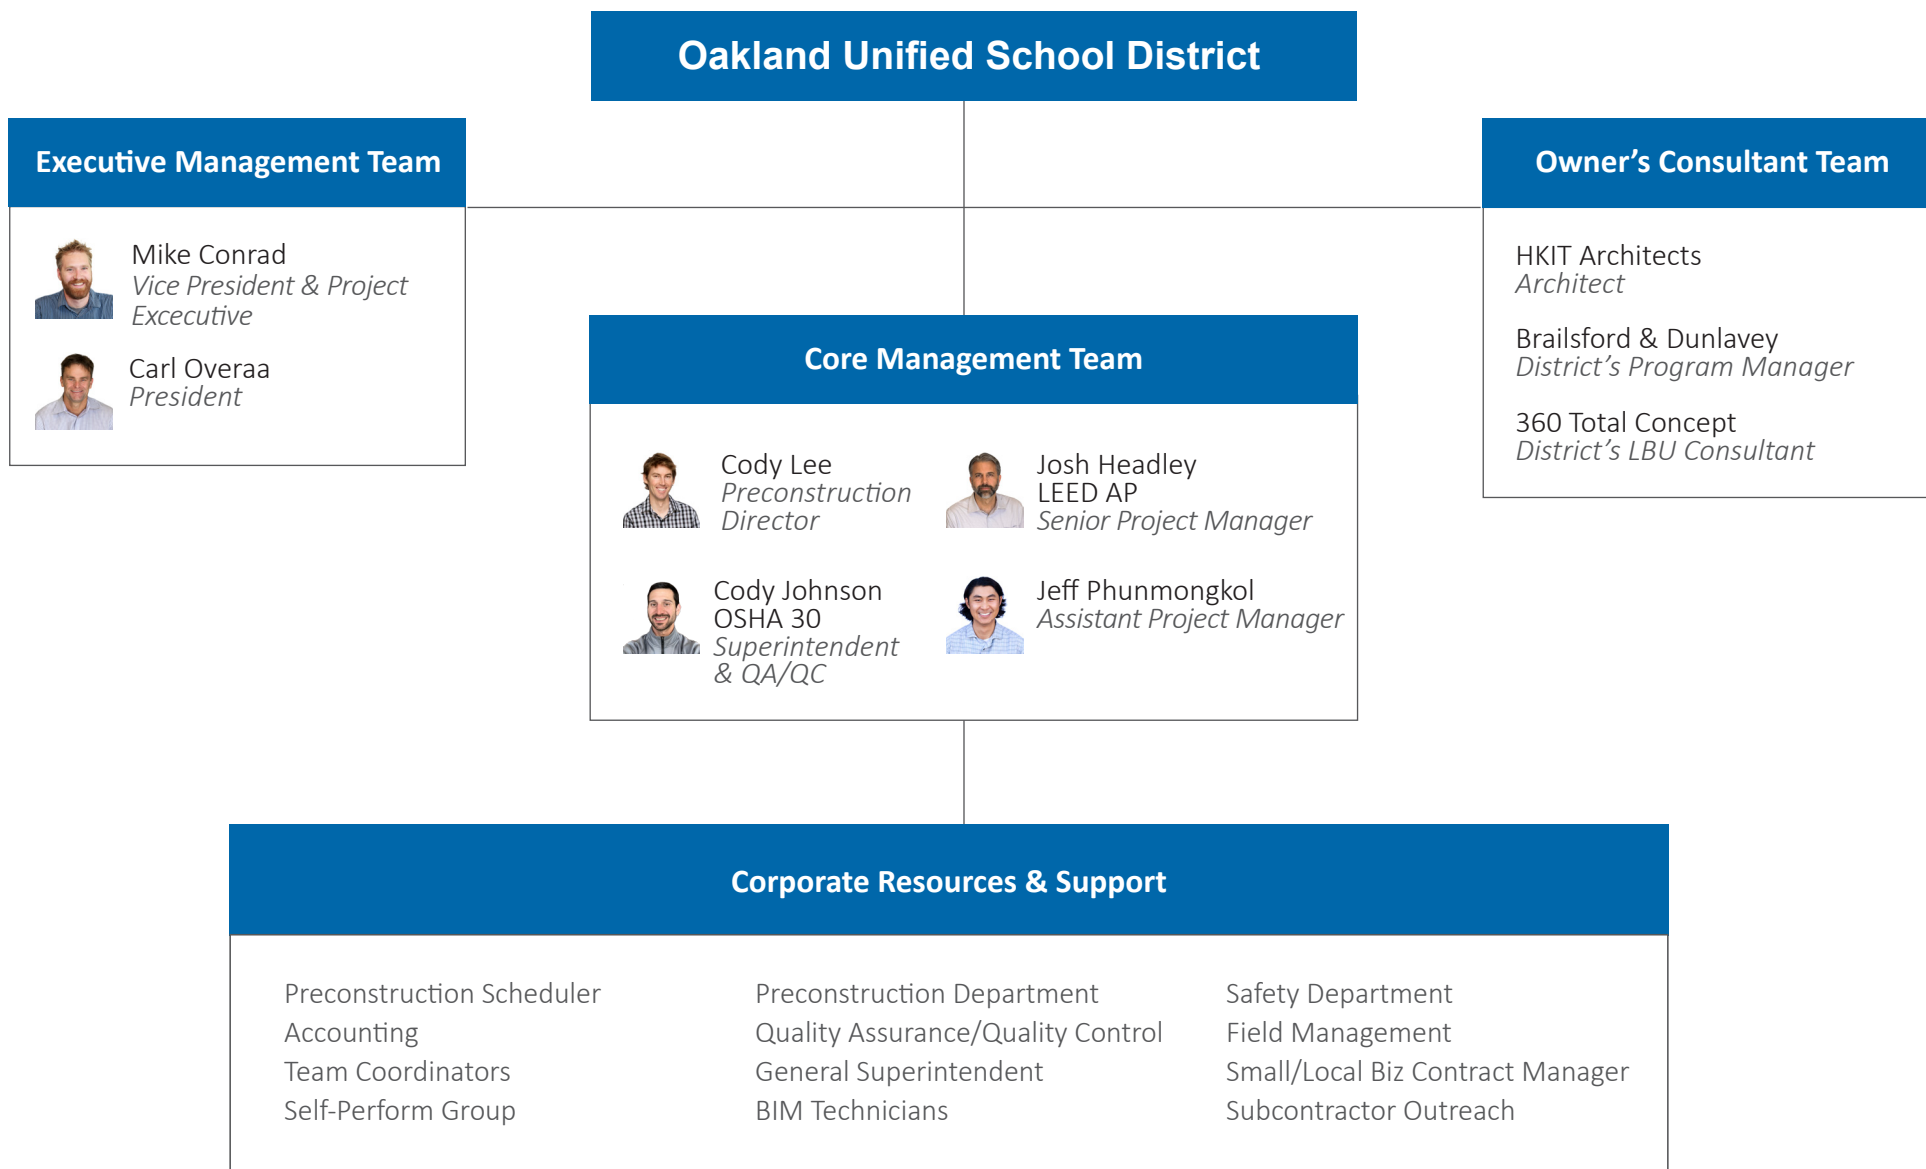 Oakland Unified School District
Executive Management Team
Mike Conrad
Vice President & Project
Excecutive
Carl Overaa
President
Owner’s Consultant Team
HKIT Architects
Architect
Brailsford & Dunlavey
District’s Program Manager
360 Total Concept
District’s LBU Consultant
Core Management Team
Cody Lee
Preconstruction
Director
Josh Headley
LEED AP
Senior Project Manager
Cody Johnson
OSHA 30
Superintendent
& QA/QC
Jeff Phunmongkol
Assistant Project Manager
Corporate Resources & Support
Preconstruction Scheduler
Accounting
Team Coordinators
Self-Perform Group
Preconstruction Department
Quality Assurance/Quality Control
General Superintendent
BIM Technicians
Safety Department
Field Management
Small/Local Biz Contract Manager
Subcontractor Outreach